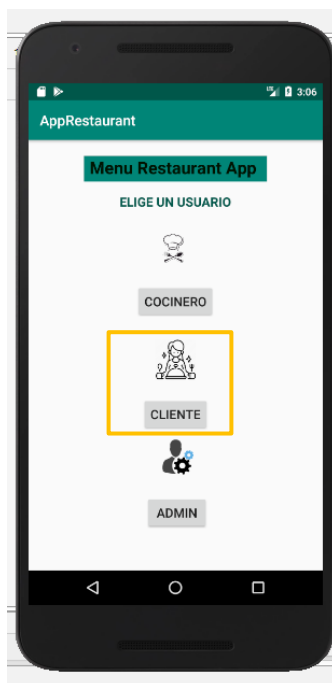 3:06
AppRestaurant
Menu Restaurant App
ELIGE UN USUARIO
COCINERO
CLIENTE
ADMIN